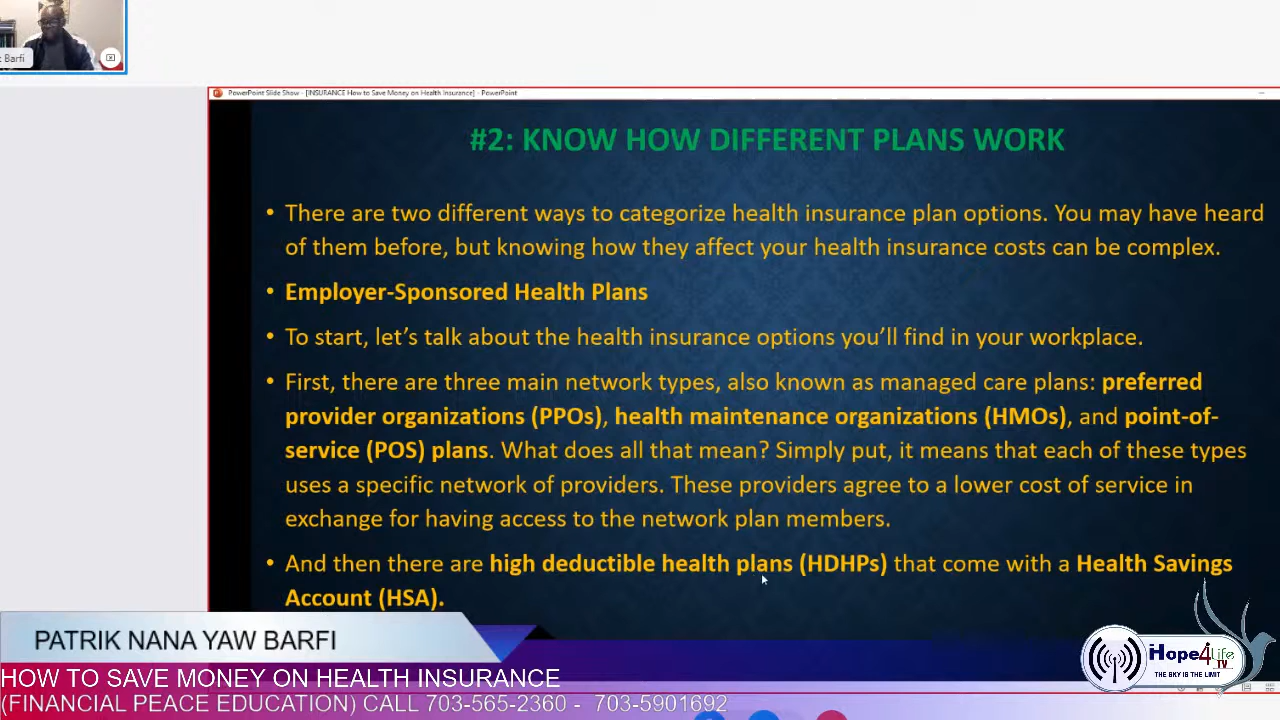 Barfi
PowerPoint Slide Show - [INSURANCE How to Save Money on Health Insurance] - PowerPoint
#2: KNOW HOW DIFFERENT PLANS WORK
• There are two different ways to categorize health insurance plan options. You may have heard
of them before, but knowing how they affect your health insurance costs can be complex.
• Employer-Sponsored Health Plans
• To start, let’s talk about the health insurance options you’ll find in your workplace.
• First, there are three main network types, also known as managed care plans: preferred
provider organizations (PPOs), health maintenance organizations (HMOs), and point-of-
service (POS) plans. What does all that mean? Simply put, it means that each of these types
uses a specific network of providers. These providers agree to a lower cost of service in
exchange for having access to the network plan members.
• And then there are high deductible health plans (HDHPs) that come with a Health Savings
Account (HSA).
PATRIK NANA YAW BARFI
HOW TO SAVE MONEY ON HEALTH INSURANCE
(FINANCIAL PEACE EDUCATION) CALL 703-565-2360 - 703-5901692
Hope4life
TV
THE SKY IS THE LIMIT